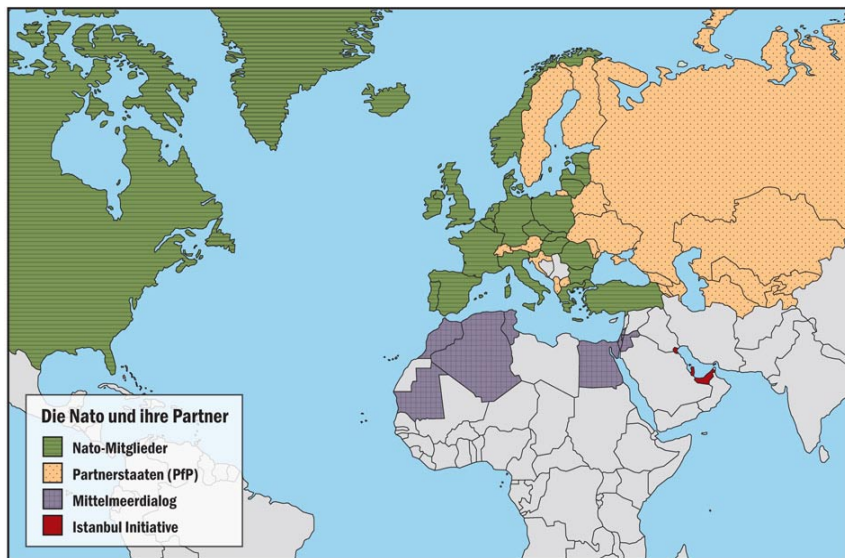 Die Nato und ihre Partner
Nato-Mitglieder
Partnerstaaten (PfP)
Mittelmeerdialog
Istanbul Initiative